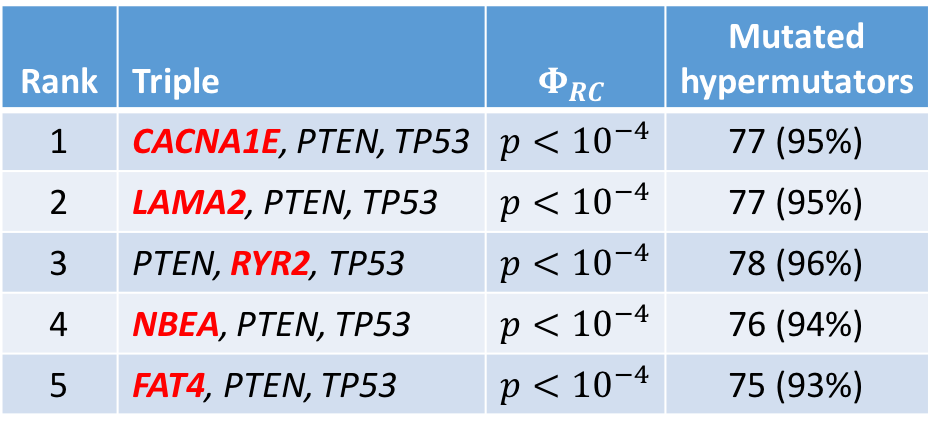 Rank Triple Φ_RC Mutated hypermutators
1 CACNA1E, PTEN, TP53 p < 10⁻⁴ 77 (95%)
2 LAMA2, PTEN, TP53 p < 10⁻⁴ 77 (95%)
3 PTEN, RYR2, TP53 p < 10⁻⁴ 78 (96%)
4 NBEA, PTEN, TP53 p < 10⁻⁴ 76 (94%)
5 FAT4, PTEN, TP53 p < 10⁻⁴ 75 (93%)